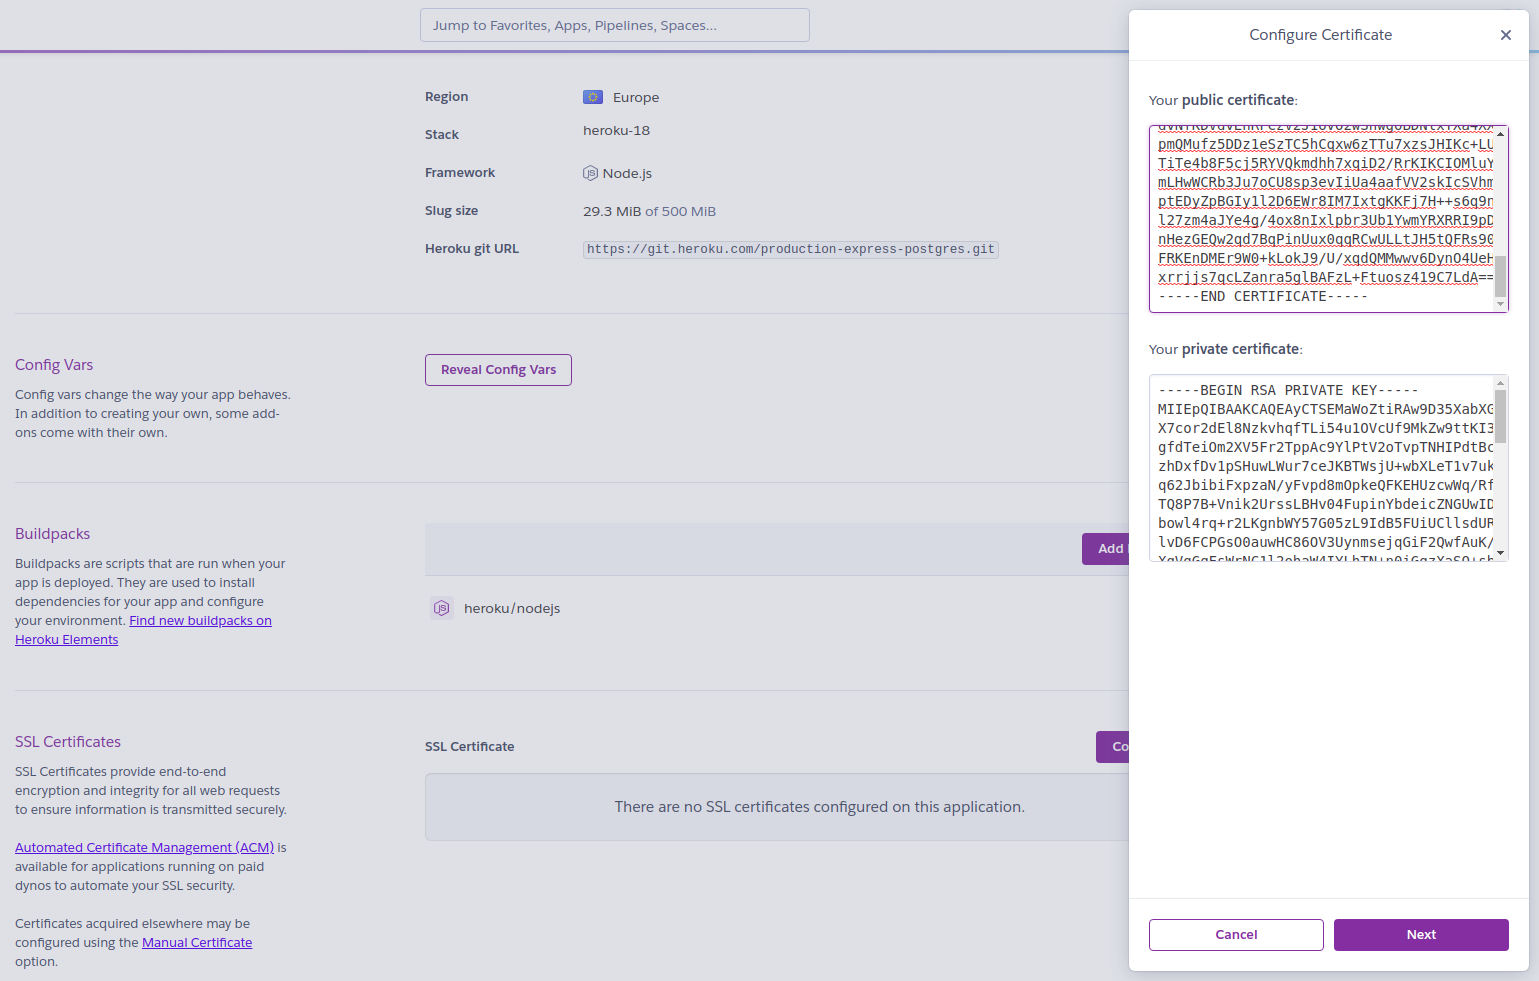 Jump to Favorites, Apps, Pipelines, Spaces...
Region
Europe
Stack
heroku-18
Framework
Node.js
Slug size
29.3 MiB of 500 MiB
Heroku git URL
https://git.heroku.com/production-express-postgres.git
Config Vars
Config vars change the way your app behaves.
In addition to creating your own, some add-
ons come with their own.
Reveal Config Vars
Buildpacks
Buildpacks are scripts that are run when your
app is deployed. They are used to install
dependencies for your app and configure
your environment. Find new buildpacks on
Heroku Elements
Add
heroku/nodejs
SSL Certificates
SSL Certificates provide end-to-end
encryption and integrity for all web requests
to ensure information is transmitted securely.
Automated Certificate Management (ACM) is
available for applications running on paid
dynos to automate your SSL security.
Certificates acquired elsewhere may be
configured using the Manual Certificate
option.
SSL Certificate
Co
There are no SSL certificates configured on this application.
Configure Certificate
Your public certificate:
pmQMufz5DDz1eSzTC5hCqxw6zTTu7xzsJHIKc+LU
TiTe4b8F5cj5RYVQkmdhh7xqiD2/RrKIKCIOMluY
mLHwWCRb3Ju7oCU8sp3evIiUa4aafVV2skIcSVhm
ptEDyZpBGIy1l2D6EWr8IM7IxtgKKFj7H++s6q9n
l27zm4aJYe4g/4ox8nIxlpbr3Ub1YwmYRXRRI9pD
nHezGEQw2qd7BqPinUux0qqRCwULLtJH5tQFRs90
FRKEnDMEr9W0+kLokJ9/U/xqdQMMwwv6DynO4UeH
xrrjjs7qcLZanra5glBAFzL+Ftuosz419C7LdA==
-----END CERTIFICATE-----
Your private certificate:
-----BEGIN RSA PRIVATE KEY-----
MIIEpQIBAAKCAQEAyCTSEMaWoZtiRAw9D35XabXG
X7cor2dEl8NzkvhqfTLi54u1OVcUf9MkZw9ttKI3
gfdTeiOm2XV5Fr2TppAc9YlPtV2oTvpTNHIPdtBc
zhDxfDv1pSHuwLWur7ceJKBTWsjU+wbXLeT1v7uk
q62JbibiFxpzaN/yFvpd8mOpkeQFKEHUzcwWq/Rf
TQ8P7B+Vnik2UrssLBHv04FupinYbdeicZNGUwID
bowl4rq+r2LKgnbWY57G05zL9IdB5FUiUCllsdUR
lvD6FCPGsO0auwHC86OV3UynmsejqGiF2QwfAuK/
Cancel
Next